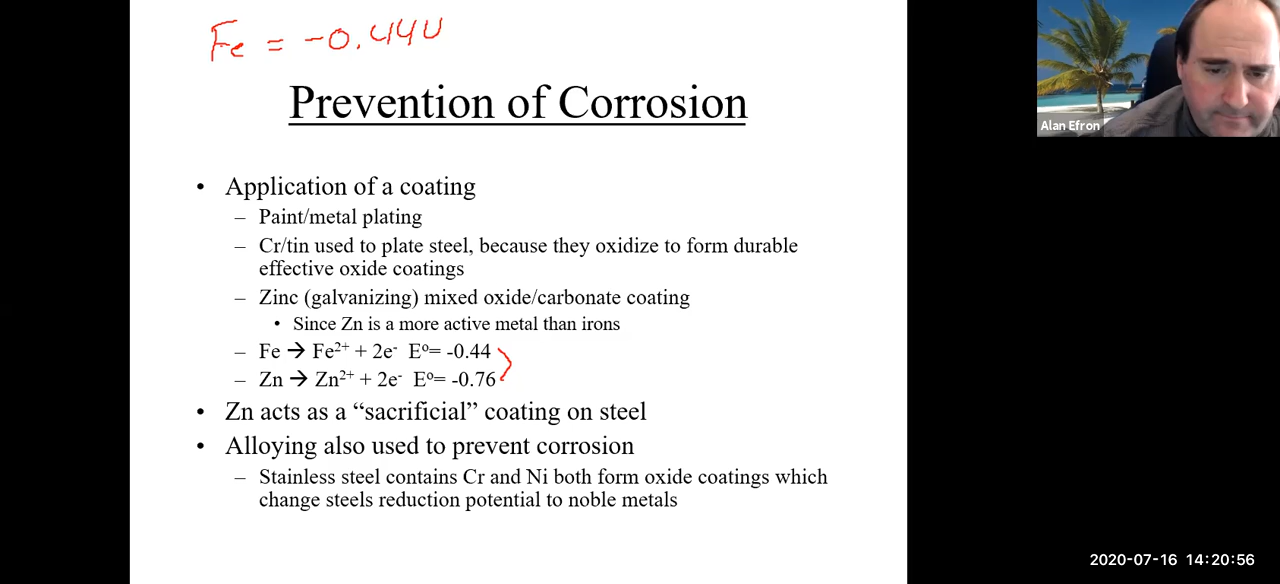 Fe = -0.44V
Prevention of Corrosion
• Application of a coating
– Paint/metal plating
– Cr/tin used to plate steel, because they oxidize to form durable
effective oxide coatings
– Zinc (galvanizing) mixed oxide/carbonate coating
• Since Zn is a more active metal than irons
– Fe → Fe²⁺ + 2e⁻ Eº= -0.44
– Zn → Zn²⁺ + 2e⁻ Eº= -0.76
• Zn acts as a “sacrificial” coating on steel
• Alloying also used to prevent corrosion
– Stainless steel contains Cr and Ni both form oxide coatings which
change steels reduction potential to noble metals
Alan Efron
2020-07-16 14:20:56